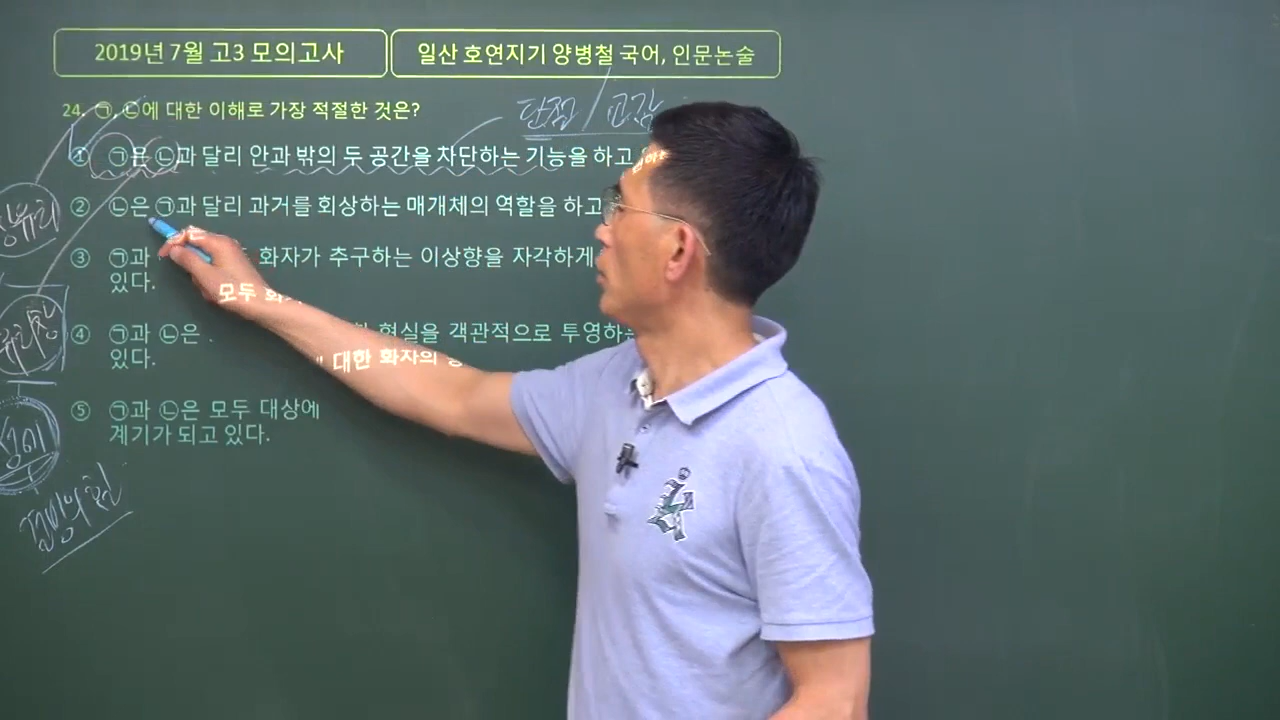 2019년 7월 고3 모의고사
일산 호연지기 양병철 국어, 인문논술
단절 / 교감
24. ㉠, ㉡에 대한 이해로 가장 적절한 것은?
① ㉠은 ㉡과 달리 안과 밖의 두 공간을 차단하는 기능을 하고
② ㉡은 ㉠과 달리 과거를 회상하는 매개체의 역할을 하고
③ ㉠과 화자가 추구하는 이상향을 자각하게
있다.
모두 화
④ ㉠과 ㉡은 현실을 객관적으로 투영하는
있다.
대한 화자의
⑤ ㉠과 ㉡은 모두 대상에
계기가 되고 있다.
유리창